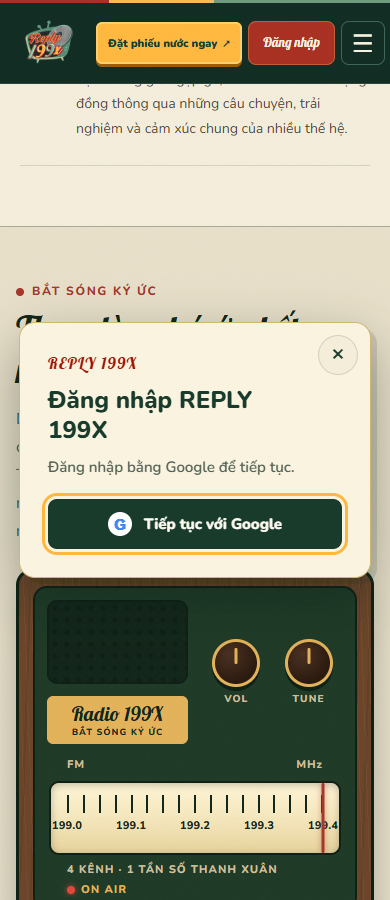 Reply
199x
Đặt phiếu nước ngay ↗
Đăng nhập
đồng thông qua những câu chuyện, trải
nghiệm và cảm xúc chung của nhiều thế hệ.
BẮT SÓNG KÝ ỨC
REPLY 199X
Đăng nhập REPLY
199X
Đăng nhập bằng Google để tiếp tục.
G Tiếp tục với Google
VOL
TUNE
Radio 199X
BẮT SÓNG KÝ ỨC
FM
MHz
199.0 199.1 199.2 199.3 199.4
4 KÊNH · 1 TẦN SỐ THANH XUÂN
ON AIR